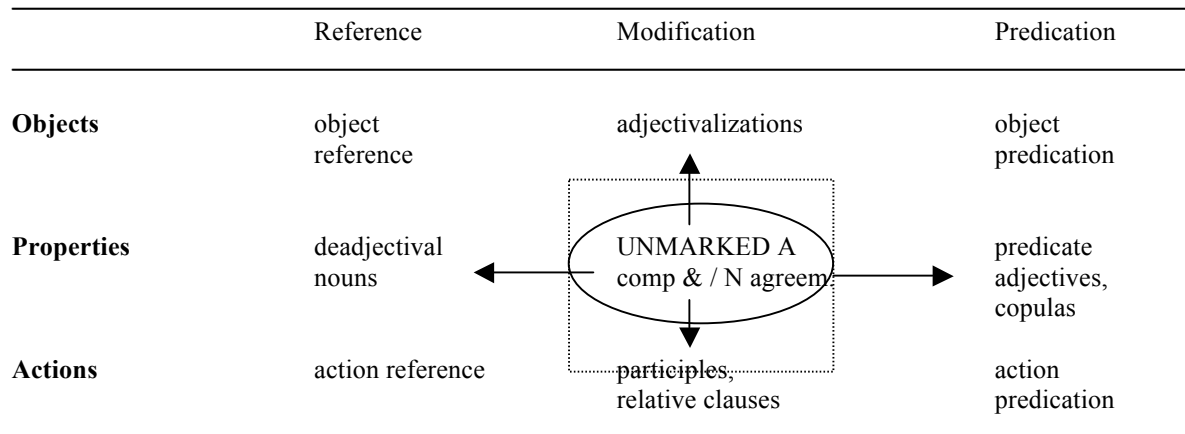 Reference Modification Predication
Objects object adjectivalizations object
reference predication
Properties deadjectival UNMARKED A predicate
nouns comp & / N agreem. adjectives,
copulas
Actions action reference participles, action
relative clauses predication